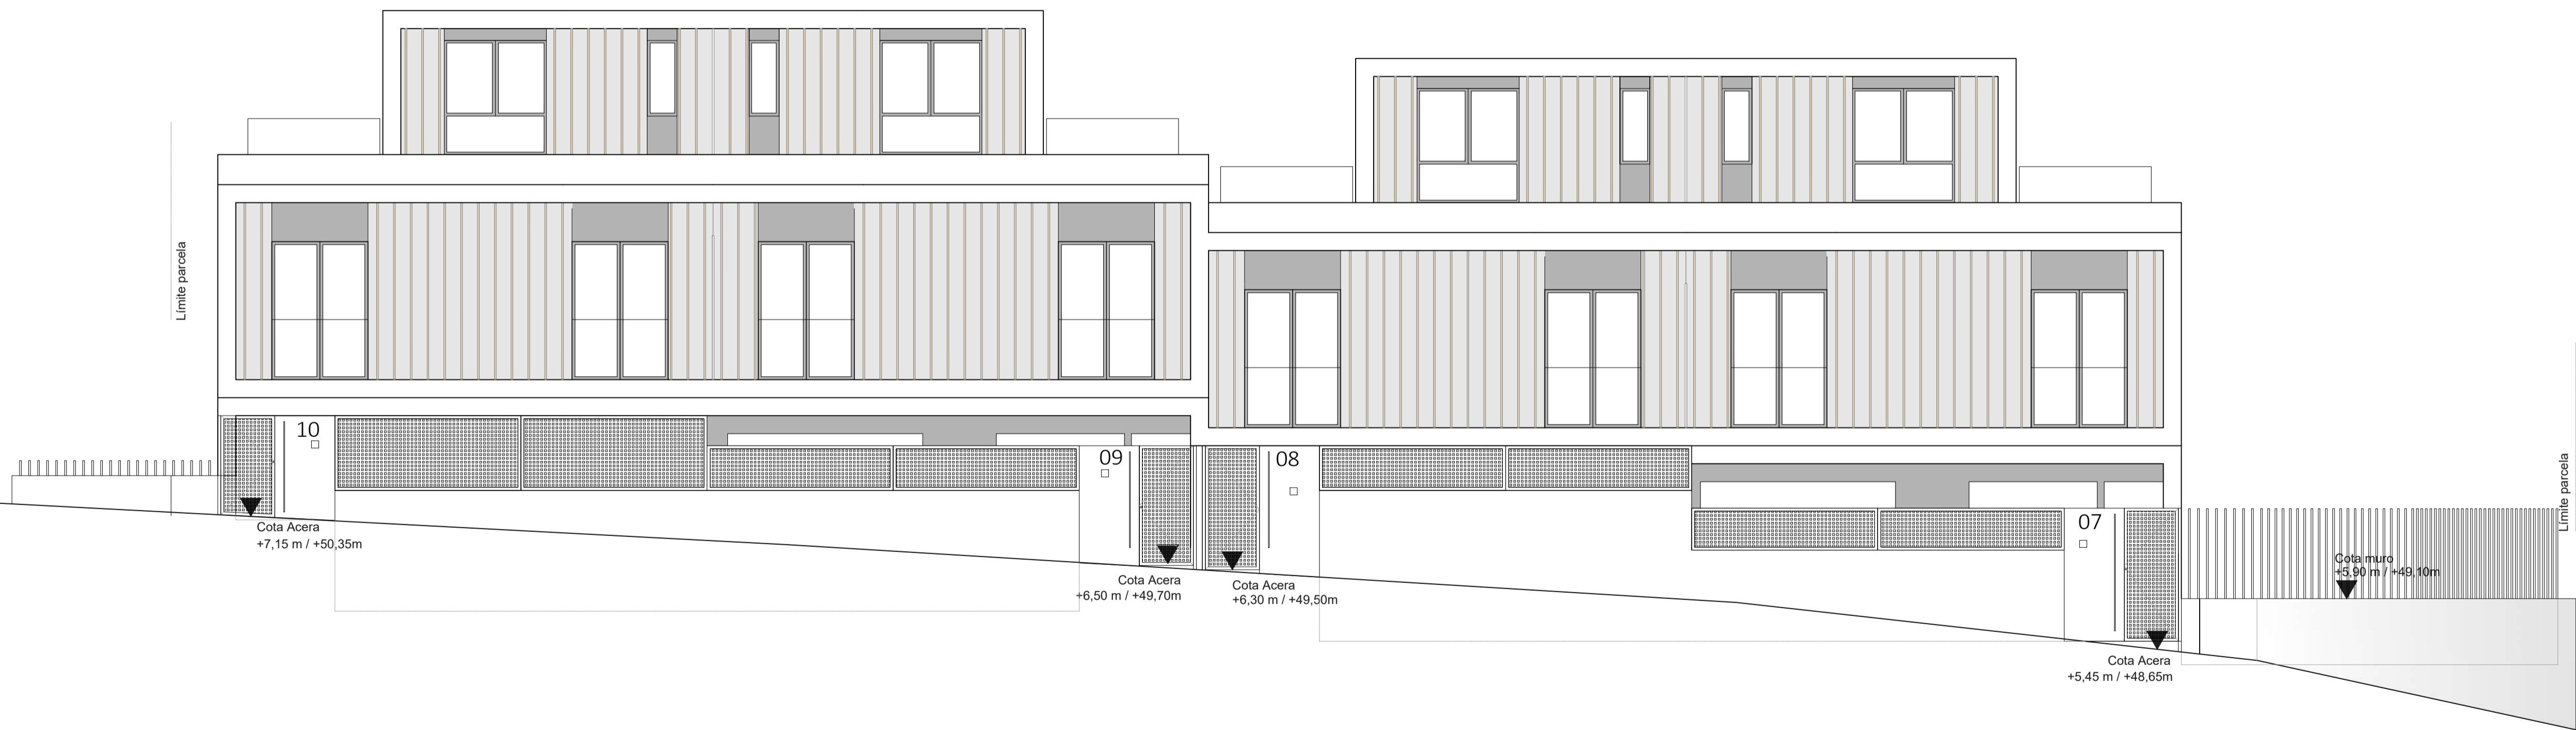 Límite parcela
10
Cota Acera
+7,15 m / +50,35m
09
Cota Acera
+6,50 m / +49,70m
08
Cota Acera
+6,30 m / +49,50m
07
Cota Acera
+5,45 m / +48,65m
Cota muro
+5,90 m / +49,10m
Límite parcela